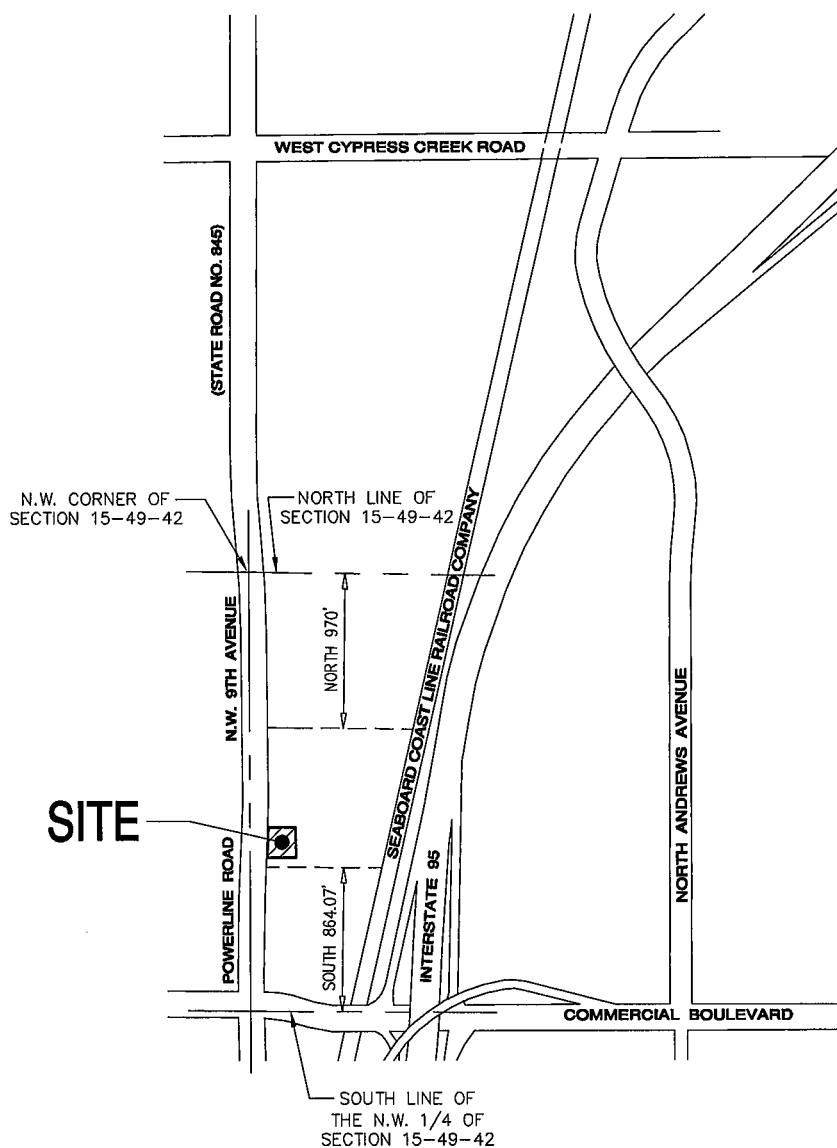 WEST CYPRESS CREEK ROAD
(STATE ROAD NO. 845)
N.W. CORNER OF
SECTION 15-49-42
NORTH LINE OF
SECTION 15-49-42
SEABOARD COAST LINE RAILROAD COMPANY
N.W. 9TH AVENUE
NORTH 970'
SITE
POWERLINE ROAD
SOUTH 864.07'
INTERSTATE 95
NORTH ANDREWS AVENUE
COMMERCIAL BOULEVARD
SOUTH LINE OF
THE N.W. 1/4 OF
SECTION 15-49-42